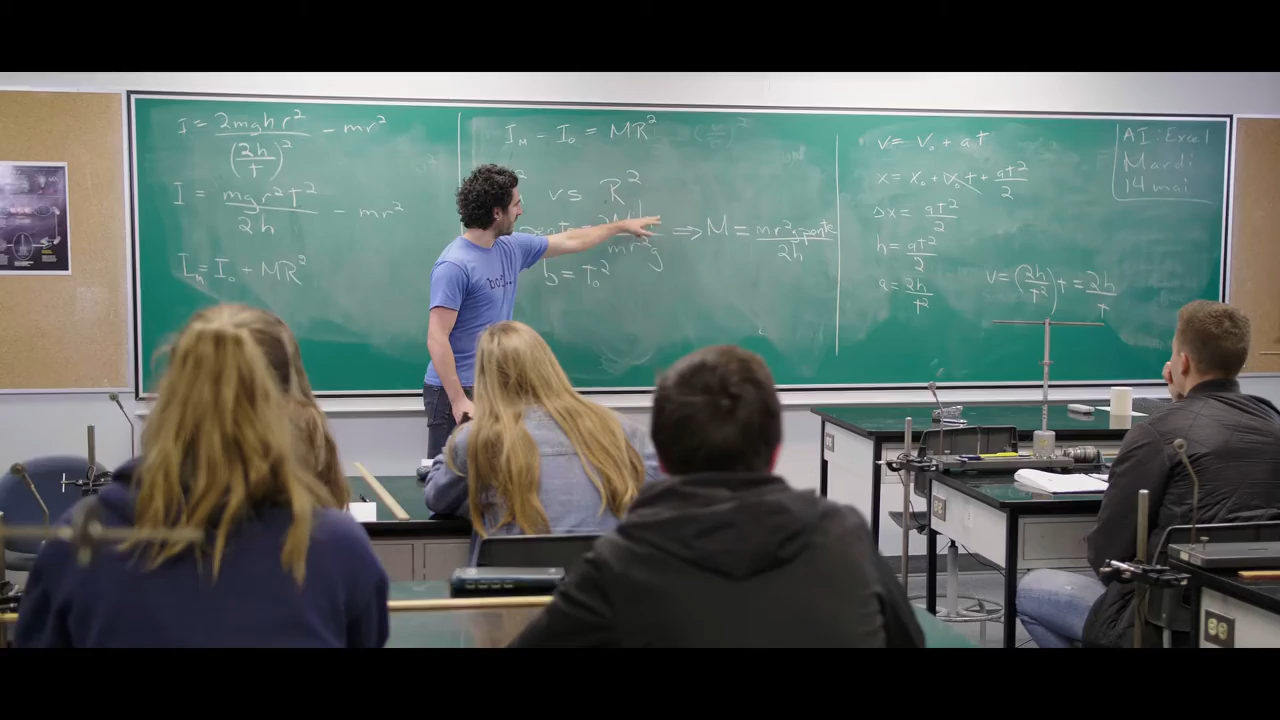 I = 2mghr² / (2h/t)² - mr²
I = mgr²t² / 2h - mr²
I_M = I₀ + MR²
I_M - I₀ = MR²
vs R²
b = t₀²
⇒ M = mr²g pente / 2h
v = v₀ + at
x = x₀ + v₀t + at²/2
Δx = at²/2
h = at²/2
a = 2h/t²
v = (2h/t²)t = 2h/t
AI : Excel
Mardi
14 mai